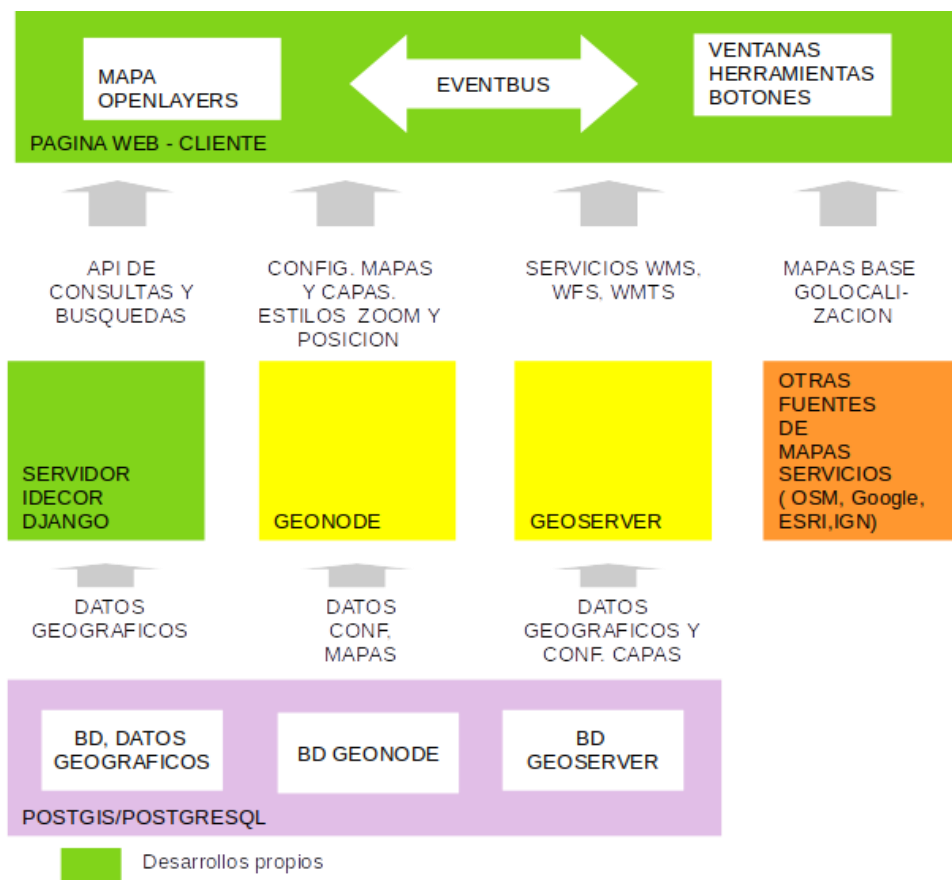 MAPA
OPENLAYERS
EVENTBUS
VENTANAS
HERRAMIENTAS
BOTONES
PAGINA WEB - CLIENTE
API DE
CONSULTAS Y
BUSQUEDAS
CONFIG. MAPAS
Y CAPAS.
ESTILOS ZOOM Y
POSICION
SERVICIOS WMS,
WFS, WMTS
MAPAS BASE
GOLOCALI-
ZACION
SERVIDOR
IDECOR
DJANGO
GEONODE
GEOSERVER
OTRAS
FUENTES
DE
MAPAS
SERVICIOS
( OSM, Google,
ESRI,IGN)
DATOS
GEOGRAFICOS
DATOS
CONF.
MAPAS
DATOS
GEOGRAFICOS Y
CONF. CAPAS
BD, DATOS
GEOGRAFICOS
BD GEONODE
BD
GEOSERVER
POSTGIS/POSTGRESQL
Desarrollos propios